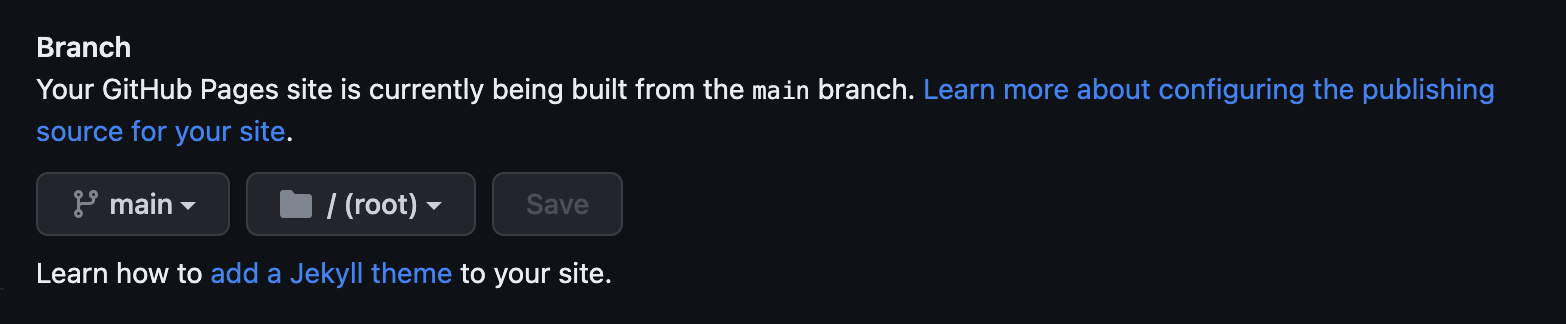 Branch
Your GitHub Pages site is currently being built from the main branch. Learn more about configuring the publishing
source for your site.
main / (root) Save
Learn how to add a Jekyll theme to your site.